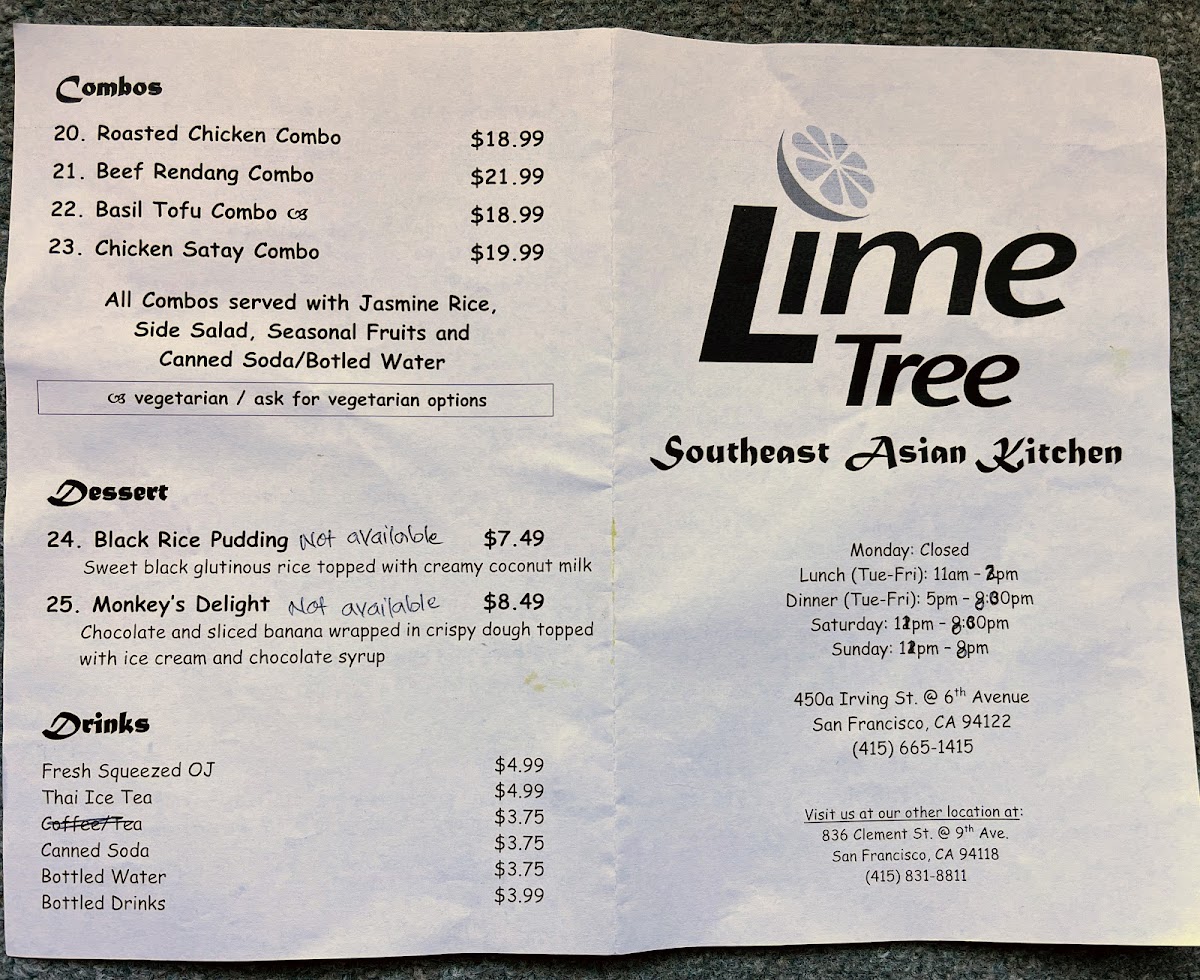 Combos
20. Roasted Chicken Combo $18.99
21. Beef Rendang Combo $21.99
22. Basil Tofu Combo $18.99
23. Chicken Satay Combo $19.99
All Combos served with Jasmine Rice,
Side Salad, Seasonal Fruits and
Canned Soda/Botled Water
vegetarian / ask for vegetarian options
Dessert
24. Black Rice Pudding Not available $7.49
Sweet black glutinous rice topped with creamy coconut milk
25. Monkey's Delight Not available $8.49
Chocolate and sliced banana wrapped in crispy dough topped
with ice cream and chocolate syrup
Drinks
Fresh Squeezed OJ $4.99
Thai Ice Tea $4.99
Coffee/Tea $3.75
Canned Soda $3.75
Bottled Water $3.75
Bottled Drinks $3.99
Lime
Tree
Southeast Asian Kitchen
Monday: Closed
Lunch (Tue-Fri): 11am -
Dinner (Tue-Fri): 5pm - 8:00pm
Saturday: 12pm - 8:00pm
Sunday: 12pm - 8pm
450a Irving St. @ 6th Avenue
San Francisco, CA 94122
(415) 665-1415
Visit us at our other location at:
836 Clement St. @ 9th Ave.
San Francisco, CA 94118
(415) 831-8811